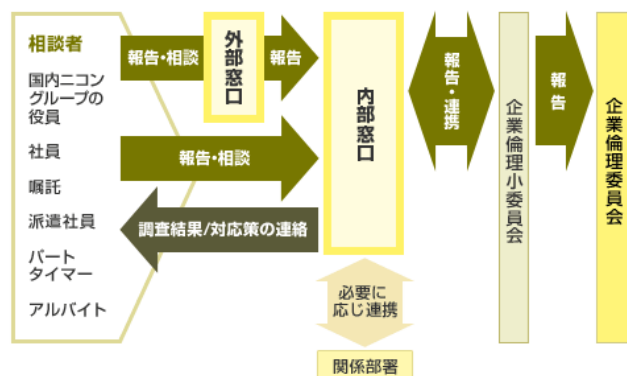 相談者
国内ニコン
グループの
役員
社員
嘱託
派遣社員
パート
タイマー
アルバイト
報告・相談
外部窓口
報告
報告・相談
調査結果/対応策の連絡
内部窓口
必要に
応じ連携
関係部署
報告・連携
企業倫理小委員会
報告
企業倫理委員会